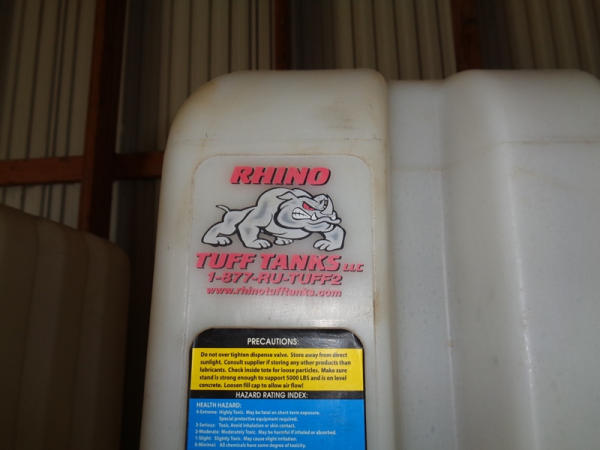 RHINO
TUFF TANKS LLC
1-877-RU-TUFF2
www.rhinotufftanks.com
PRECAUTIONS:
Do not over tighten dispense valve. Store away from direct
sunlight. Consult supplier if storing any other products than
lubricants. Check inside tote for loose particles. Make sure
stand is strong enough to support 5000 LBS and is on level
concrete. Loosen fill cap to allow air flow!
HAZARD RATING INDEX:
HEALTH HAZARD:
4-Extreme: Highly Toxic. May be fatal on short term exposure.
Special protective equipment required.
3-Serious: Toxic, Avoid inhalation or skin contact.
2-Moderate: Moderately Toxic. May be harmful if inhaled or absorbed.
1-Slight: Slightly Toxic. May cause slight irritation.
0-Minimal: All chemicals have some degree of toxicity.